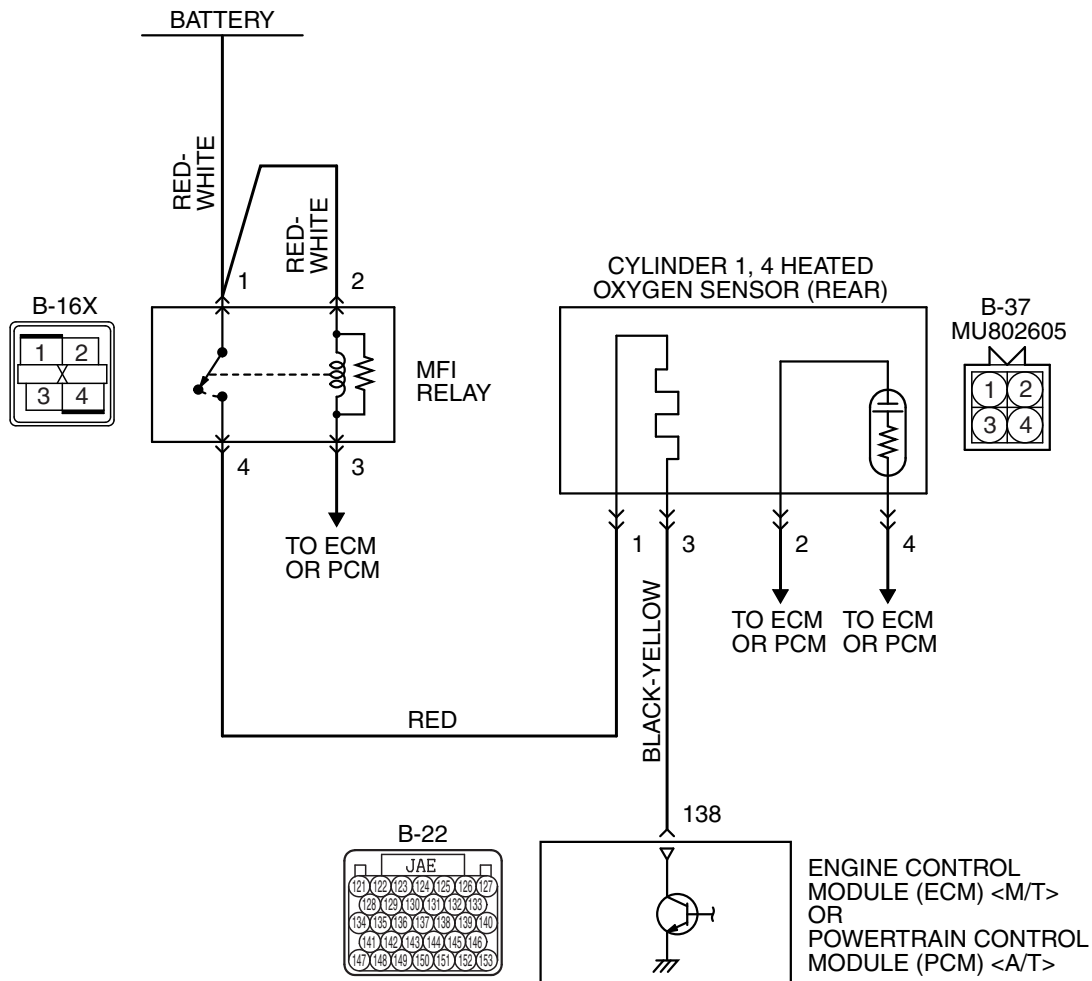 BATTERY
RED-
WHITE
RED-
WHITE
1
2
B-16X
1 2
X
3 4
MFI
RELAY
4
3
TO ECM
OR PCM
CYLINDER 1, 4 HEATED
OXYGEN SENSOR (REAR)
B-37
MU802605
1 2
3 4
1
3
2
4
TO ECM
OR PCM
TO ECM
OR PCM
BLACK-YELLOW
RED
138
B-22
JAE
121 122 123 124 125 126 127
128 129 130 131 132 133
134 135 136 137 138 139 140
141 142 143 144 145 146
147 148 149 150 151 152 153
ENGINE CONTROL
MODULE (ECM) <M/T>
OR
POWERTRAIN CONTROL
MODULE (PCM) <A/T>